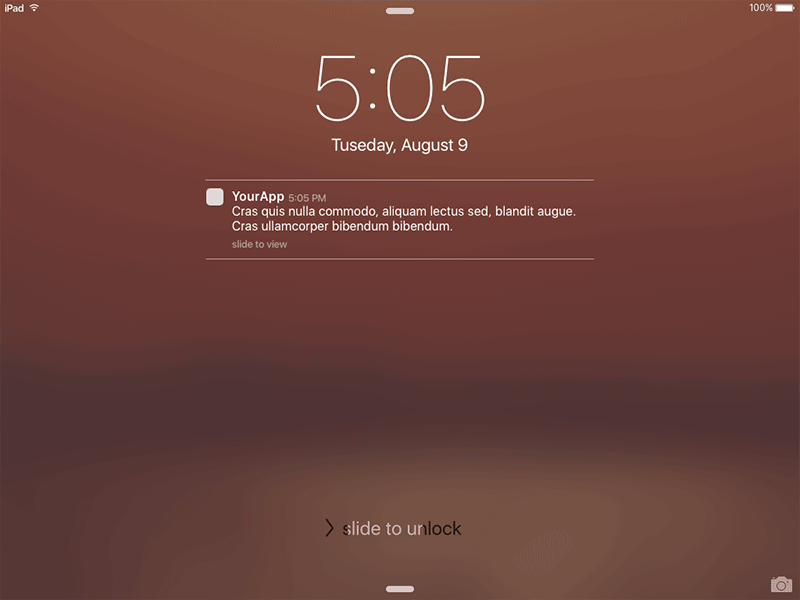 iPad 100%
5:05
Tuseday, August 9
YourApp 5:05 PM
Cras quis nulla commodo, aliquam lectus sed, blandit augue.
Cras ullamcorper bibendum bibendum.
slide to view
slide to unlock